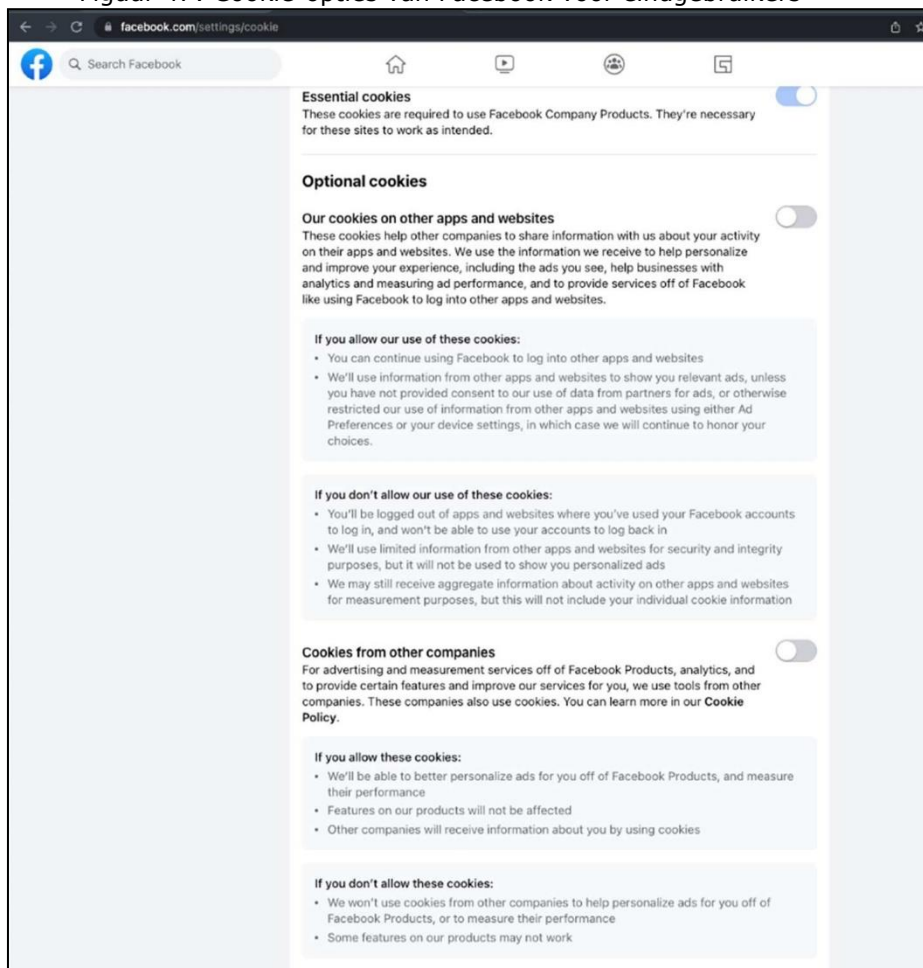 Cookie-opties van Facebook voor eindgebruikers
facebook.com/settings/cookie
Search Facebook
Essential cookies
These cookies are required to use Facebook Company Products. They're necessary
for these sites to work as intended.
Optional cookies
Our cookies on other apps and websites
These cookies help other companies to share information with us about your activity
on their apps and websites. We use the information we receive to help personalize
and improve your experience, including the ads you see, help businesses with
analytics and measuring ad performance, and to provide services off of Facebook
like using Facebook to log into other apps and websites.
If you allow our use of these cookies:
• You can continue using Facebook to log into other apps and websites
• We'll use information from other apps and websites to show you relevant ads, unless
you have not provided consent to our use of data from partners for ads, or otherwise
restricted our use of information from other apps and websites using either Ad
Preferences or your device settings, in which case we will continue to honor your
choices.
If you don't allow our use of these cookies:
• You'll be logged out of apps and websites where you've used your Facebook accounts
to log in, and won't be able to use your accounts to log back in
• We'll use limited information from other apps and websites for security and integrity
purposes, but it will not be used to show you personalized ads
• We may still receive aggregate information about activity on other apps and websites
for measurement purposes, but this will not include your individual cookie information
Cookies from other companies
For advertising and measurement services off of Facebook Products, analytics, and
to provide certain features and improve our services for you, we use tools from other
companies. These companies also use cookies. You can learn more in our Cookie
Policy.
If you allow these cookies:
• We'll be able to better personalize ads for you off of Facebook Products, and measure
their performance
• Features on our products will not be affected
• Other companies will receive information about you by using cookies
If you don't allow these cookies:
• We won't use cookies from other companies to help personalize ads for you off of
Facebook Products, or to measure their performance
• Some features on our products may not work